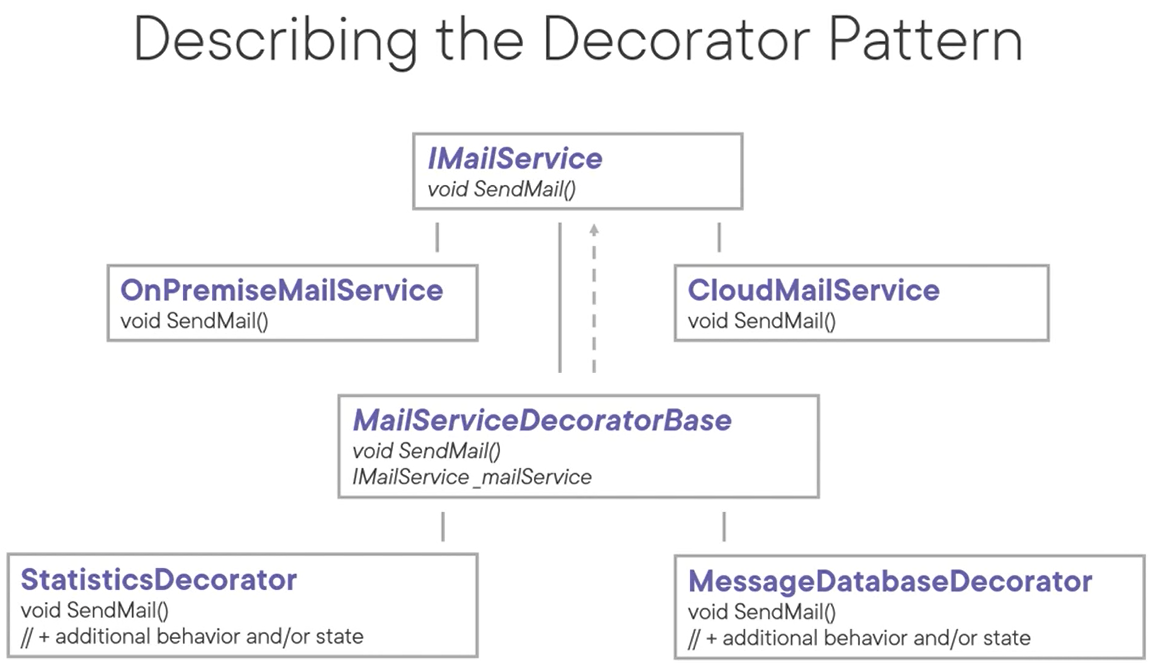 Describing the Decorator Pattern
IMailService
void SendMail()
OnPremiseMailService
void SendMail()
CloudMailService
void SendMail()
MailServiceDecoratorBase
void SendMail()
IMailService _mailService
StatisticsDecorator
void SendMail()
// + additional behavior and/or state
MessageDatabaseDecorator
void SendMail()
// + additional behavior and/or state